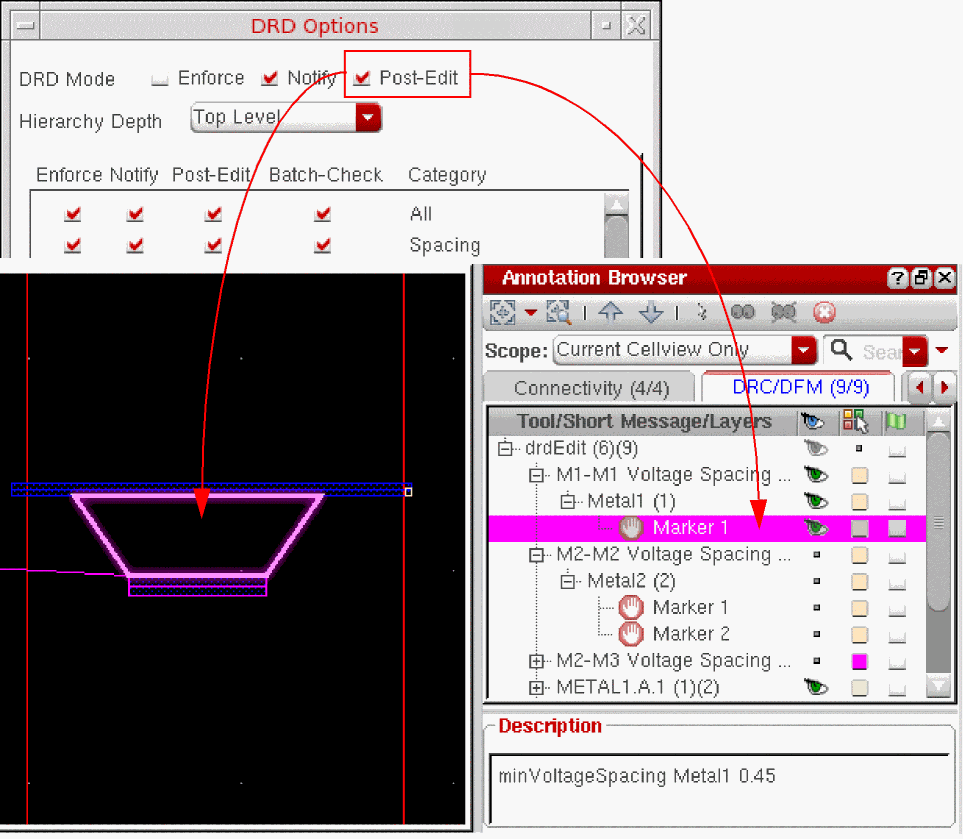 DRD Options
DRD Mode Enforce Notify Post-Edit
Hierarchy Depth Top Level
Enforce Notify Post-Edit Batch-Check Category
All
Spacing
Annotation Browser
Scope: Current Cellview Only Sear
Connectivity (4/4) DRC/DFM (9/9)
Tool/Short Message/Layers
drdEdit (6)(9)
M1-M1 Voltage Spacing ...
Metal1 (1)
Marker 1
M2-M2 Voltage Spacing ...
Metal2 (2)
Marker 1
Marker 2
M2-M3 Voltage Spacing ...
METAL1.A.1 (1)(2)
Description
minVoltageSpacing Metal1 0.45